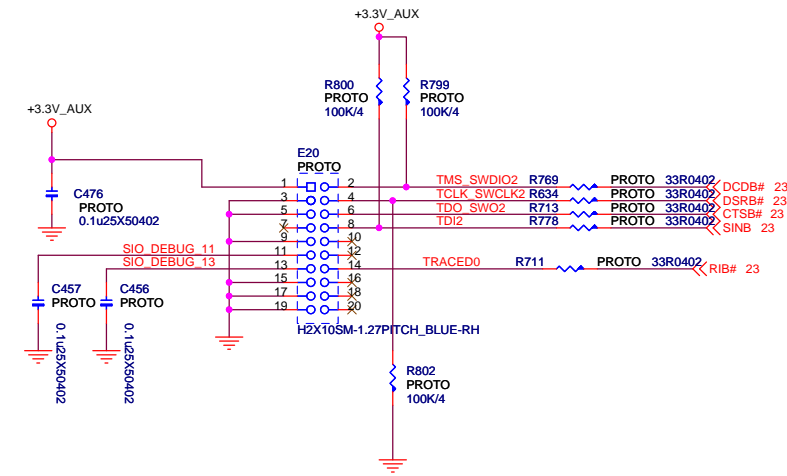 +3.3V_AUX
R800
PROTO
100K/4
R799
PROTO
100K/4
+3.3V_AUX
E20
PROTO
C476
PROTO
0.1u25X50402
1 2
3 4
5 6
7 8
9 10
11 12
13 14
15 16
17 18
19 20
TMS_SWDIO2 R769 PROTO 33R0402 DCDB# 23
TCLK_SWCLK2 R634 PROTO 33R0402 DSRB# 23
TDO_SWO2 R713 PROTO 33R0402 CTSB# 23
TDI2 R778 PROTO 33R0402 SINB 23
SIO_DEBUG_11
SIO_DEBUG_13
TRACED0 R711 PROTO 33R0402 RIB# 23
C457
PROTO
0.1u25X50402
C456
PROTO
0.1u25X50402
H2X10SM-1.27PITCH_BLUE-RH
R802
PROTO
100K/4